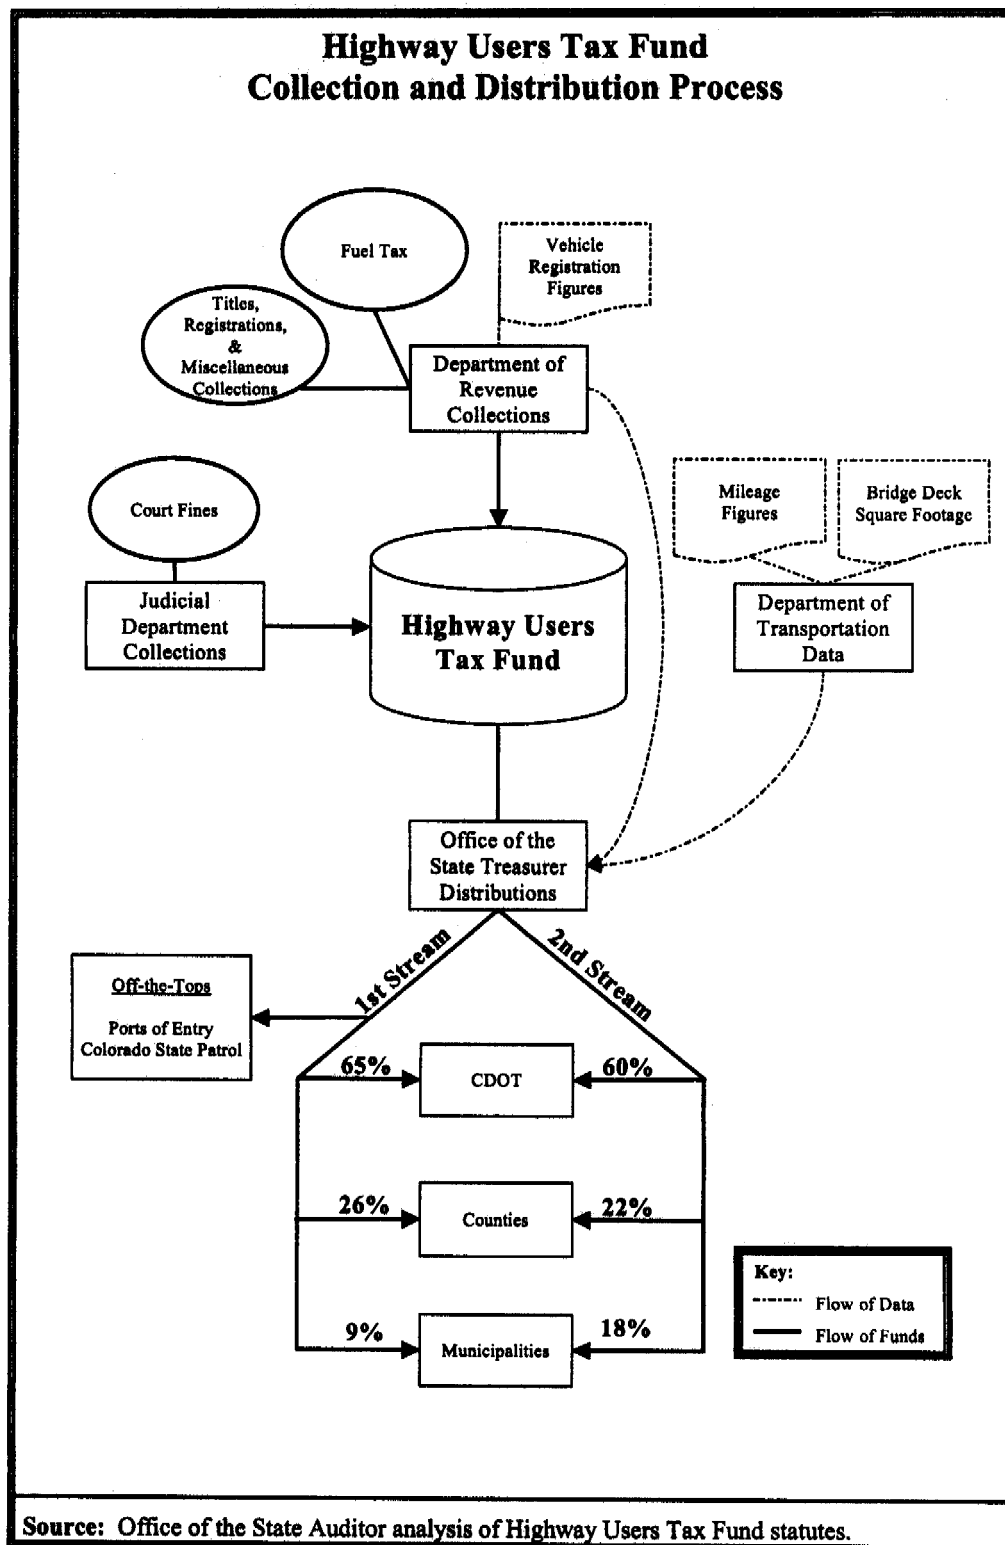 Highway Users Tax Fund
Collection and Distribution Process
Fuel Tax
Vehicle
Registration
Figures
Titles,
Registrations,
&
Miscellaneous
Collections
Department of
Revenue
Collections
Court Fines
Mileage
Figures
Bridge Deck
Square Footage
Judicial
Department
Collections
Highway Users
Tax Fund
Department of
Transportation
Data
Office of the
State Treasurer
Distributions
1st Stream
2nd Stream
Off-the-Tops
Ports of Entry
Colorado State Patrol
65%
CDOT
60%
26%
Counties
22%
9%
Municipalities
18%
Key:
Flow of Data
Flow of Funds
Source: Office of the State Auditor analysis of Highway Users Tax Fund statutes.